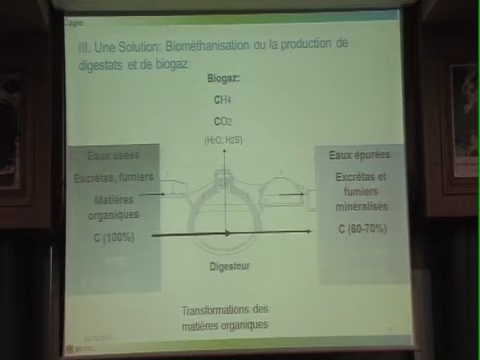 III. Une Solution: Biométhanisation ou la production de
digestats et de biogaz
Biogaz:
CH4
CO2
(H2O, H2S)
Eaux usées
Excrétas, fumiers
Matières
organiques
C (100%)
Eaux épurées
Excrétas et
fumiers
minéralisés
C (60-70%)
Digesteur
Transformations des
matières organiques